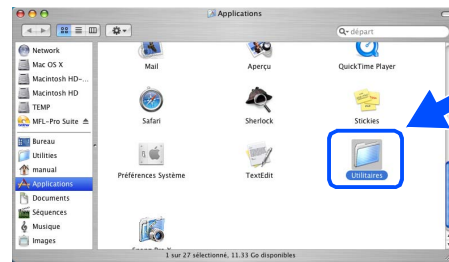 Applications
départ
Network
Mac OS X
Macintosh HD-...
Macintosh HD
TEMP
MFL-Pro Suite
Bureau
Utilities
manual
Applications
Documents
Séquences
Musique
Images
Mail
Aperçu
QuickTime Player
Safari
Sherlock
Stickies
Préférences Système
TextEdit
Utilitaires
1 sur 27 sélectionné, 11.33 Go disponibles